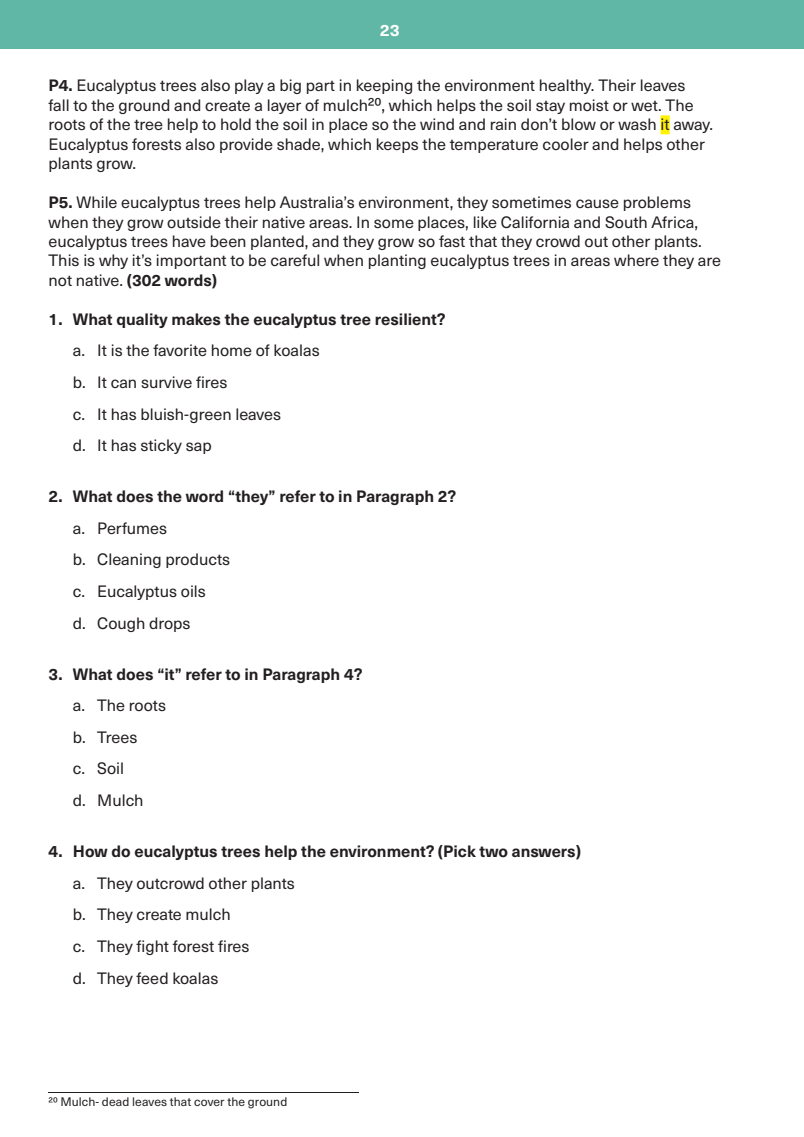 23
P4. Eucalyptus trees also play a big part in keeping the environment healthy. Their leaves
fall to the ground and create a layer of mulch²⁰, which helps the soil stay moist or wet. The
roots of the tree help to hold the soil in place so the wind and rain don’t blow or wash it away.
Eucalyptus forests also provide shade, which keeps the temperature cooler and helps other
plants grow.
P5. While eucalyptus trees help Australia’s environment, they sometimes cause problems
when they grow outside their native areas. In some places, like California and South Africa,
eucalyptus trees have been planted, and they grow so fast that they crowd out other plants.
This is why it’s important to be careful when planting eucalyptus trees in areas where they are
not native. (302 words)
1. What quality makes the eucalyptus tree resilient?
a. It is the favorite home of koalas
b. It can survive fires
c. It has bluish-green leaves
d. It has sticky sap
2. What does the word “they” refer to in Paragraph 2?
a. Perfumes
b. Cleaning products
c. Eucalyptus oils
d. Cough drops
3. What does “it” refer to in Paragraph 4?
a. The roots
b. Trees
c. Soil
d. Mulch
4. How do eucalyptus trees help the environment? (Pick two answers)
a. They outcrowd other plants
b. They create mulch
c. They fight forest fires
d. They feed koalas
²⁰ Mulch- dead leaves that cover the ground